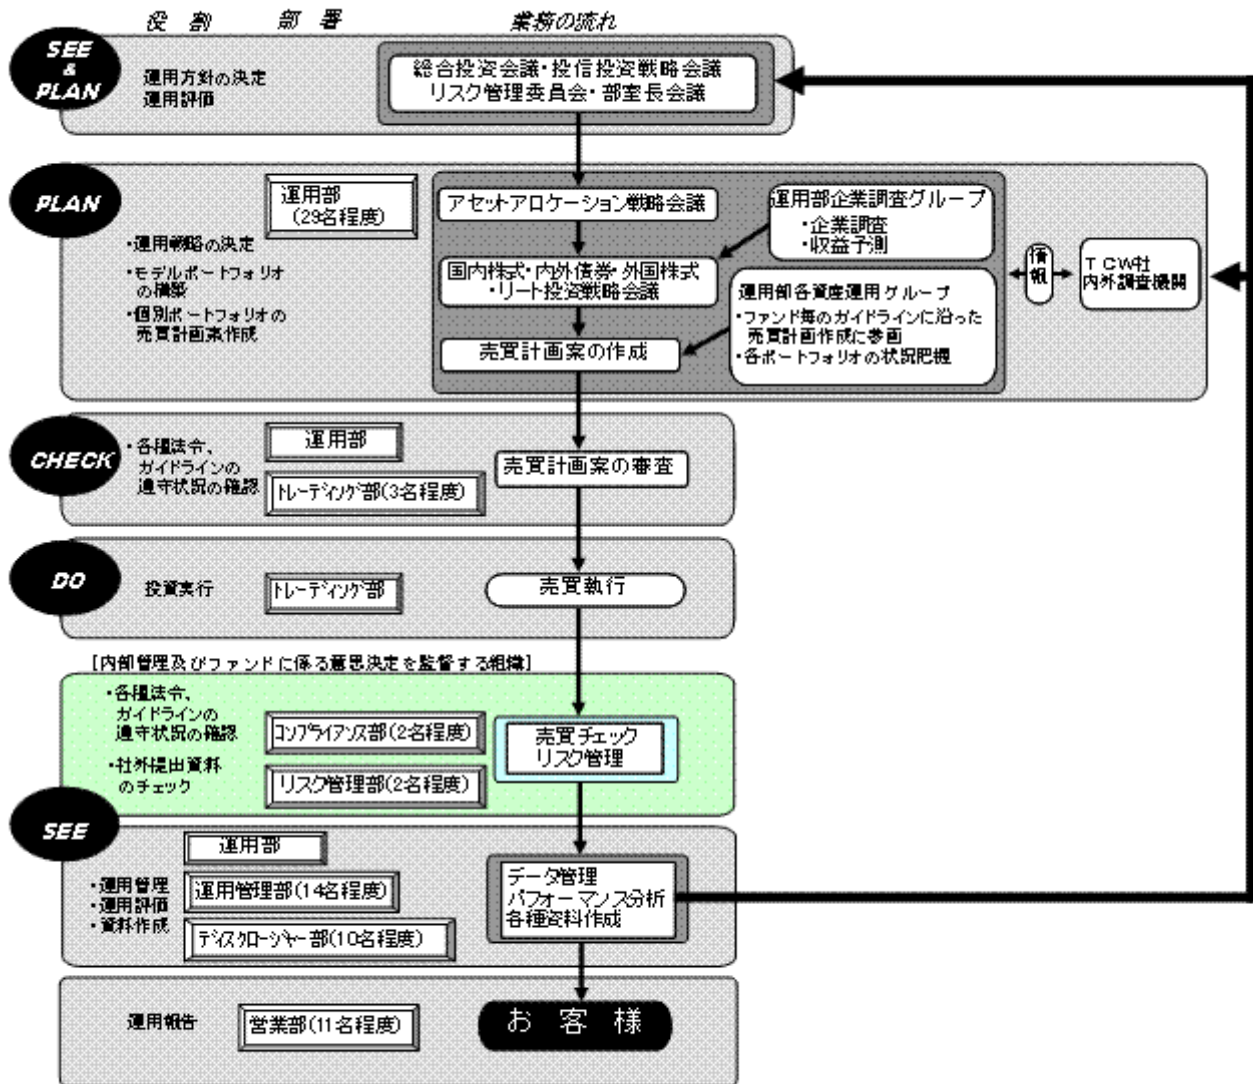 役 割
部 署
業務の流れ
SEE
&
PLAN
運用方針の決定
運用評価
総合投資会議・投信投資戦略会議
リスク管理委員会・部室長会議
PLAN
運用部
(29名程度)
・運用戦略の決定
・モデルポートフォリオ
の構築
・個別ポートフォリオの
売買計画案作成
アセットアロケーション戦略会議
国内株式・内外債券・外国株式
・リート投資戦略会議
売買計画案の作成
運用部企業調査グループ
・企業調査
・収益予測
運用部各資産運用グループ
・ファンド毎のガイドラインに沿った
売買計画作成に参画
・各ポートフォリオの状況把握
情報
TCW社
内外調査機関
CHECK
・各種法令、
ガイドラインの
遵守状況の確認
運用部
トレーディング部(3名程度)
売買計画案の審査
DO
投資実行
トレーディング部
売買執行
[内部管理及びファンドに係る意思決定を監督する組織]
・各種法令、
ガイドラインの
遵守状況の確認
・社外提出資料
のチェック
コンプライアンス部(2名程度)
リスク管理部(2名程度)
売買チェック
リスク管理
SEE
・運用管理
・運用評価
・資料作成
運用部
運用管理部(14名程度)
ディスクロージャー部(10名程度)
データ管理
パフォーマンス分析
各種資料作成
運用報告
営業部(11名程度)
お 客 様